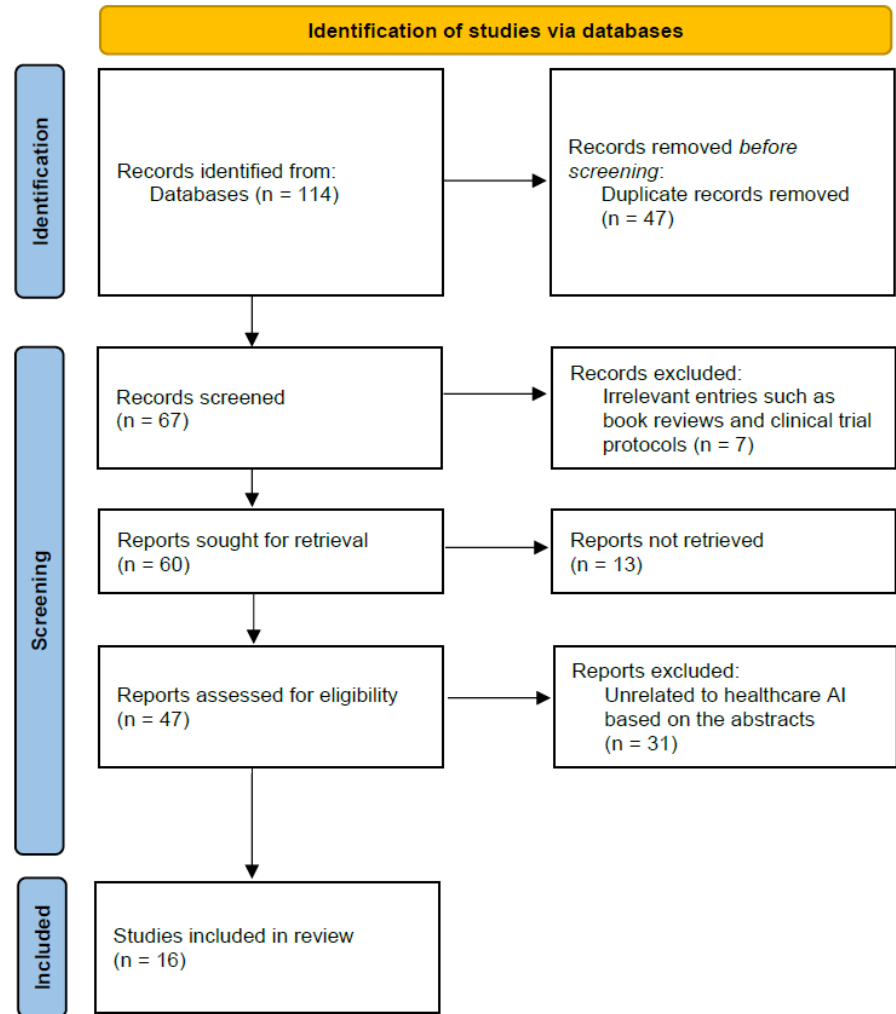 Identification of studies via databases
Identification
Records identified from:
Databases (n = 114)
Records removed before
screening:
Duplicate records removed
(n = 47)
Screening
Records screened
(n = 67)
Records excluded:
Irrelevant entries such as
book reviews and clinical trial
protocols (n = 7)
Reports sought for retrieval
(n = 60)
Reports not retrieved
(n = 13)
Reports assessed for eligibility
(n = 47)
Reports excluded:
Unrelated to healthcare AI
based on the abstracts
(n = 31)
Included
Studies included in review
(n = 16)